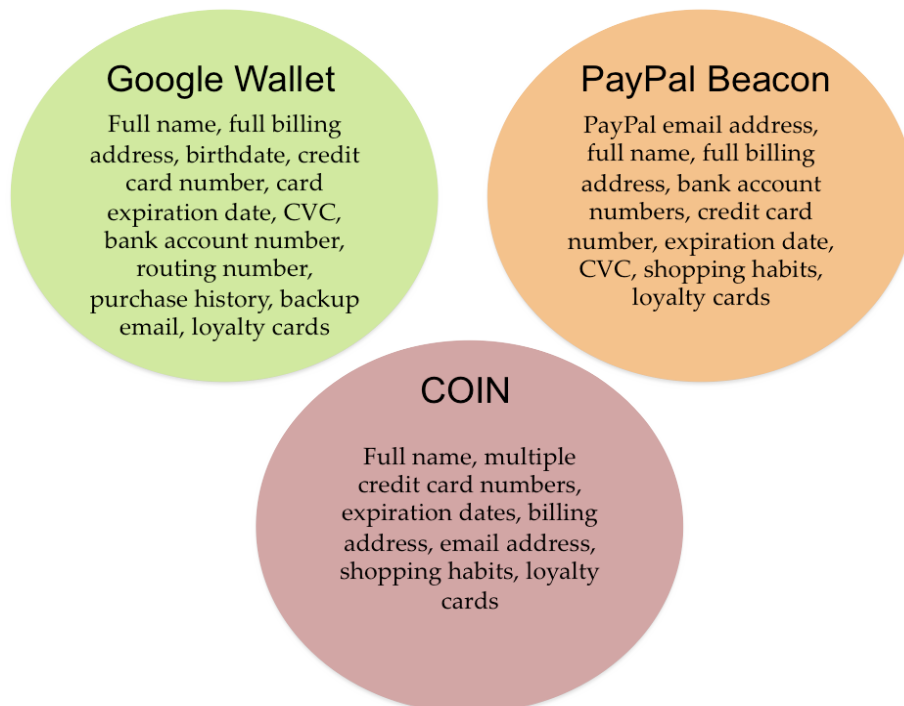 Google Wallet
Full name, full billing
address, birthdate, credit
card number, card
expiration date, CVC,
bank account number,
routing number,
purchase history, backup
email, loyalty cards
PayPal Beacon
PayPal email address,
full name, full billing
address, bank account
numbers, credit card
number, expiration date,
CVC, shopping habits,
loyalty cards
COIN
Full name, multiple
credit card numbers,
expiration dates, billing
address, email address,
shopping habits, loyalty
cards